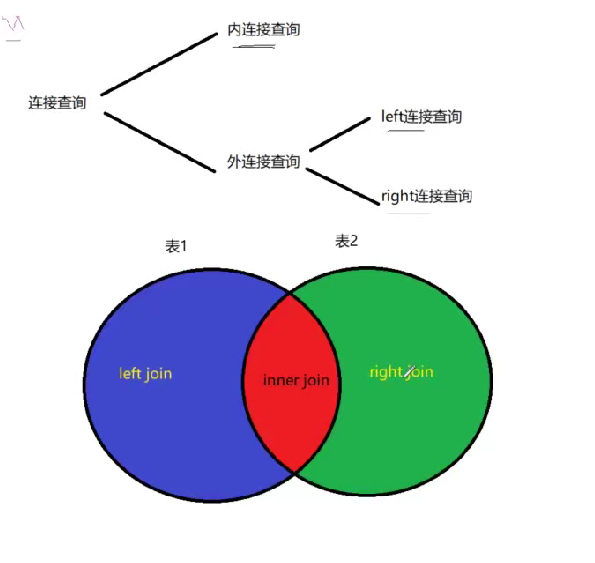 内连接查询
连接查询
left连接查询
外连接查询
right连接查询
表1
表2
left join
inner join
right join